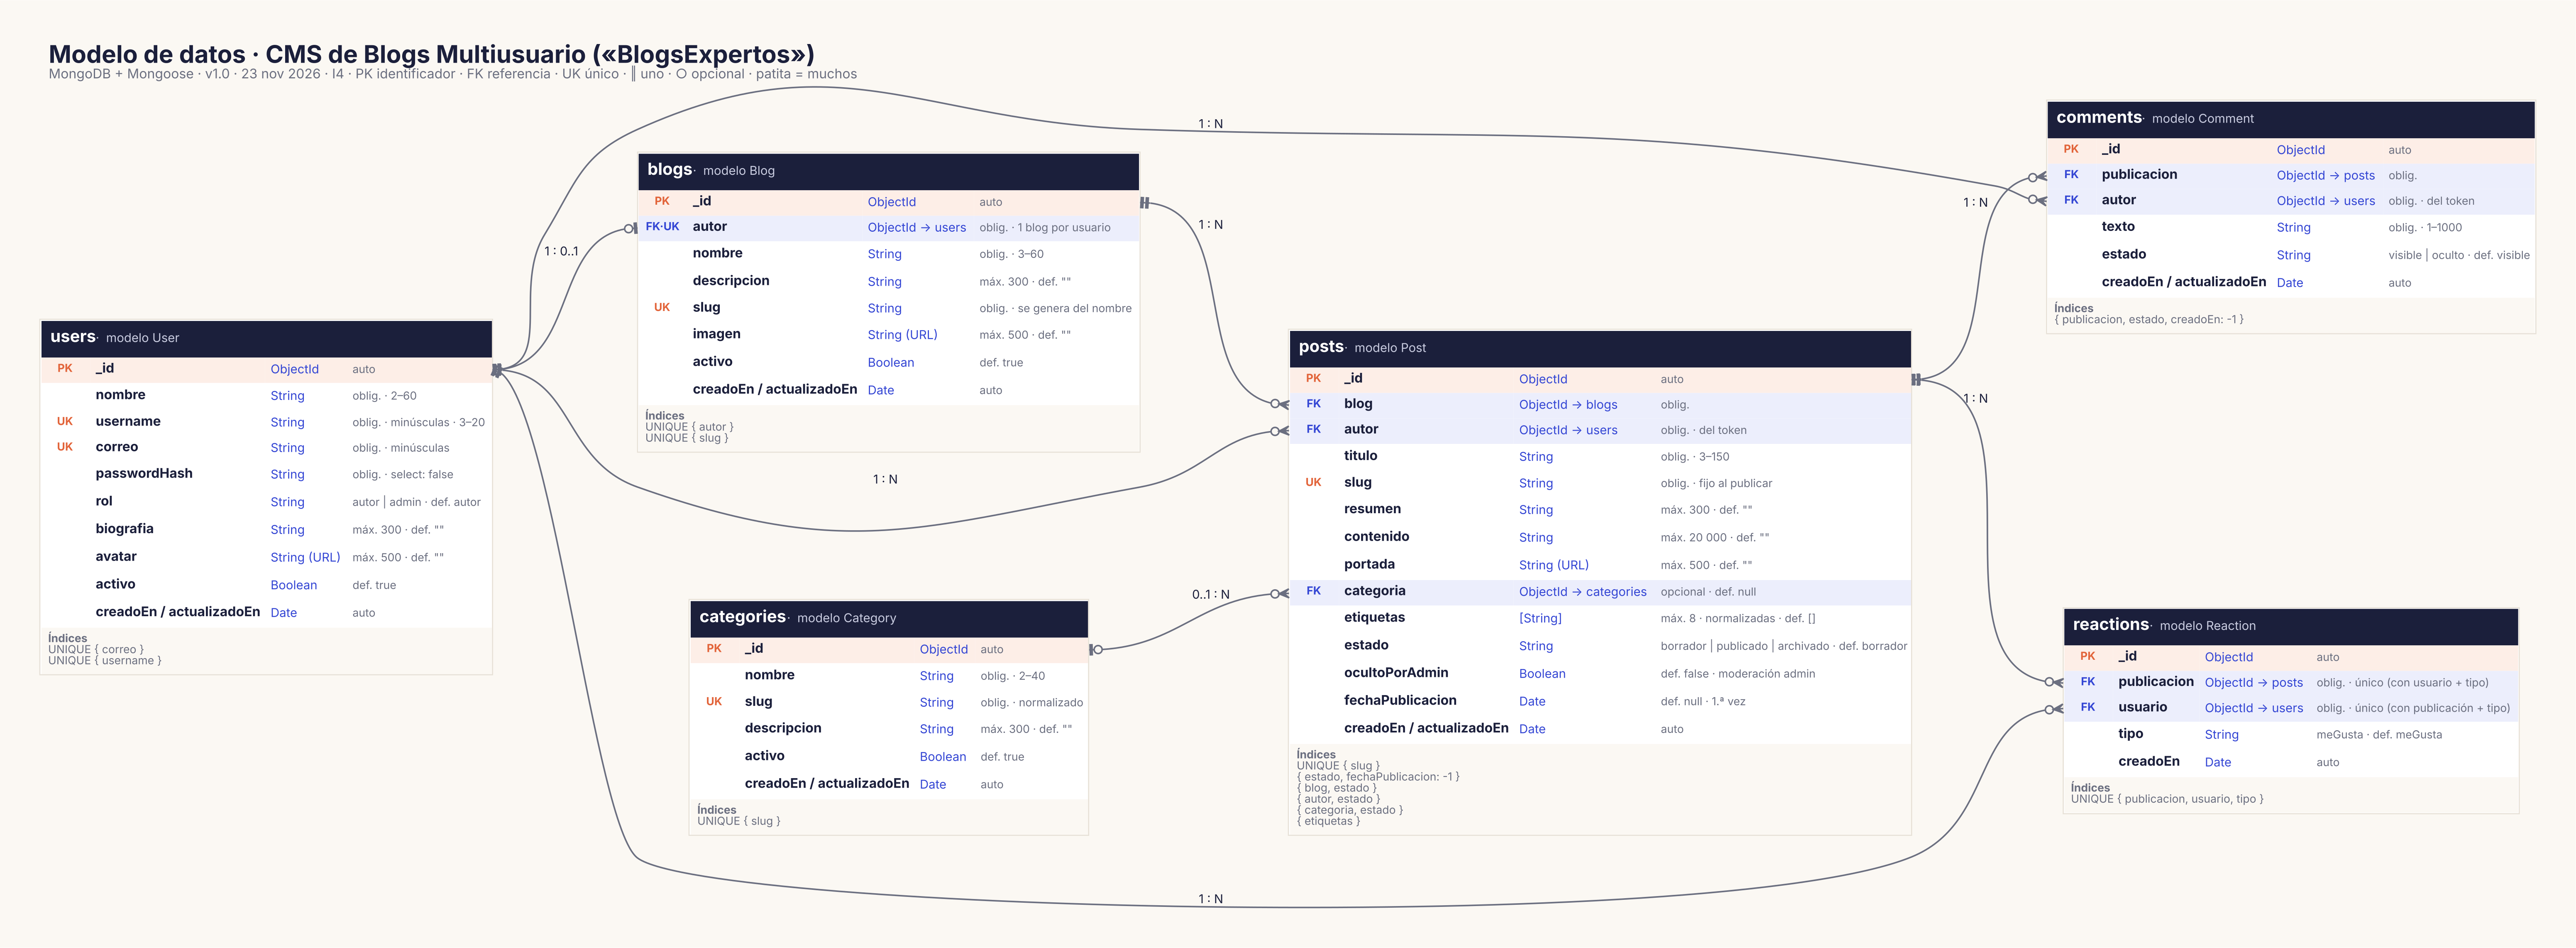 Modelo de datos · CMS de Blogs Multiusuario («BlogsExpertos»)
MongoDB + Mongoose · v1.0 · 23 nov 2026 · I4 · PK identificador · FK referencia · UK único · ‖ uno · ○ opcional · patita = muchos
users · modelo User
PK _id ObjectId auto
nombre String oblig. · 2–60
UK username String oblig. · minúsculas · 3–20
UK correo String oblig. · minúsculas
passwordHash String oblig. · select: false
rol String autor | admin · def. autor
biografia String máx. 300 · def. ""
avatar String (URL) máx. 500 · def. ""
activo Boolean def. true
creadoEn / actualizadoEn Date auto
Índices
UNIQUE { correo }
UNIQUE { username }
1 : 0..1
blogs · modelo Blog
PK _id ObjectId auto
FK·UK autor ObjectId → users oblig. · 1 blog por usuario
nombre String oblig. · 3–60
descripcion String máx. 300 · def. ""
UK slug String oblig. · se genera del nombre
imagen String (URL) máx. 500 · def. ""
activo Boolean def. true
creadoEn / actualizadoEn Date auto
Índices
UNIQUE { autor }
UNIQUE { slug }
1 : N
categories · modelo Category
PK _id ObjectId auto
nombre String oblig. · 2–40
UK slug String oblig. · normalizado
descripcion String máx. 300 · def. ""
activo Boolean def. true
creadoEn / actualizadoEn Date auto
Índices
UNIQUE { slug }
1 : N
1 : N
0..1 : N
1 : N
posts · modelo Post
PK _id ObjectId auto
FK blog ObjectId → blogs oblig.
FK autor ObjectId → users oblig. · del token
titulo String oblig. · 3–150
UK slug String oblig. · fijo al publicar
resumen String máx. 300 · def. ""
contenido String máx. 20 000 · def. ""
portada String (URL) máx. 500 · def. ""
FK categoria ObjectId → categories opcional · def. null
etiquetas [String] máx. 8 · normalizadas · def. []
estado String borrador | publicado | archivado · def. borrador
ocultoPorAdmin Boolean def. false · moderación admin
fechaPublicacion Date def. null · 1.ª vez
creadoEn / actualizadoEn Date auto
Índices
UNIQUE { slug }
{ estado, fechaPublicacion: -1 }
{ blog, estado }
{ autor, estado }
{ categoria, estado }
{ etiquetas }
1 : N
1 : N
comments · modelo Comment
PK _id ObjectId auto
FK publicacion ObjectId → posts oblig.
FK autor ObjectId → users oblig. · del token
texto String oblig. · 1–1000
estado String visible | oculto · def. visible
creadoEn / actualizadoEn Date auto
Índices
{ publicacion, estado, creadoEn: -1 }
reactions · modelo Reaction
PK _id ObjectId auto
FK publicacion ObjectId → posts oblig. · único (con usuario + tipo)
FK usuario ObjectId → users oblig. · único (con publicación + tipo)
tipo String meGusta · def. meGusta
creadoEn Date auto
Índices
UNIQUE { publicacion, usuario, tipo }